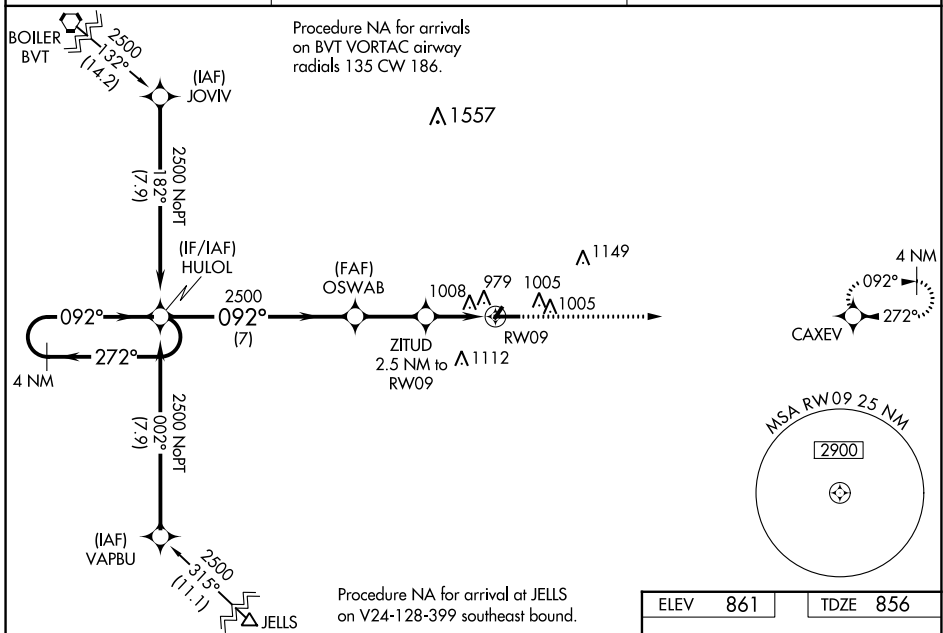 BOILER
BVT
2500
132°
(14.2)
(IAF)
JOVIV
Procedure NA for arrivals
on BVT VORTAC airway
radials 135 CW 186.
1557
2500 NoPT
182°
(7.9)
(IF/IAF)
HULOL
092°
272°
4 NM
2500
092°
(7)
(FAF)
OSWAB
ZITUD
2.5 NM to
RW09
1008
979
1005
1005
1149
1112
RW09
4 NM
092°
272°
CAXEV
2500 NoPT
002°
(7.9)
(IAF)
VAPBU
2500
315°
(11.1)
JELLS
Procedure NA for arrival at JELLS
on V24-128-399 southeast bound.
MSA RW09 25 NM
2900
ELEV 861
TDZE 856